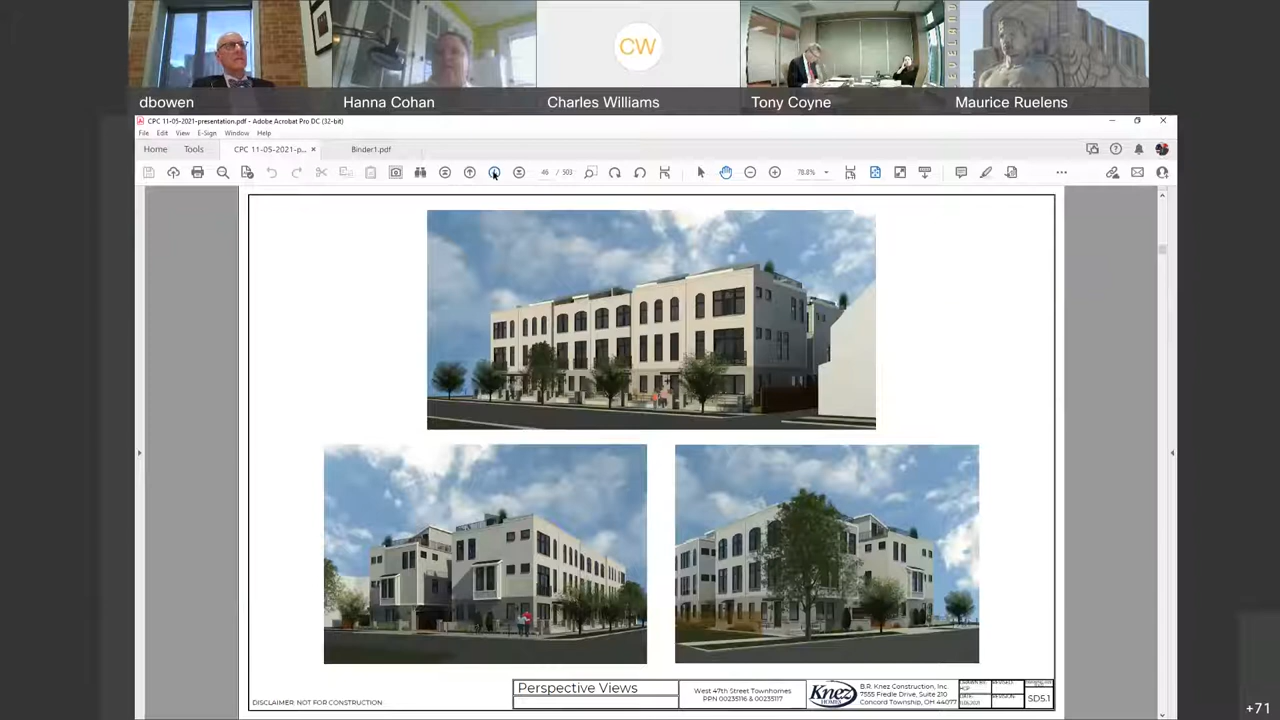 CW
dbowen
Hanna Cohan
Charles Williams
Tony Coyne
Maurice Ruelens
CPC 11-05-2021-presentation.pdf - Adobe Acrobat Pro DC (32-bit)
File Edit View E-Sign Window Help
Home Tools CPC 11-05-2021-p... × Binder1.pdf
46 / 503 78.8%
Perspective Views
West 47th Street Townhomes
PPN 00235116 & 00235117
Knez
HOMES
B.R. Knez Construction, Inc.
7555 Fredle Drive, Suite 210
Concord Township, OH 44077
SD5.1
DISCLAIMER: NOT FOR CONSTRUCTION
+71